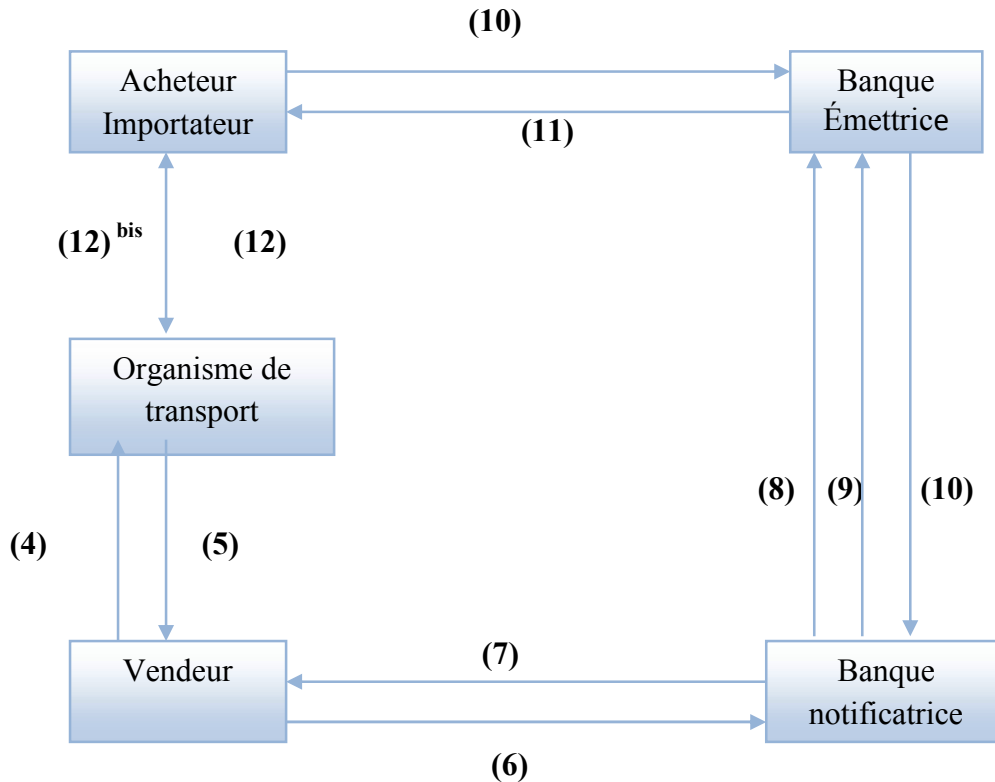 (10)
Acheteur
Importateur
Banque
Émettrice
(11)
(12) bis
(12)
Organisme de
transport
(8)
(9)
(10)
(4)
(5)
(7)
Vendeur
Banque
notificatrice
(6)